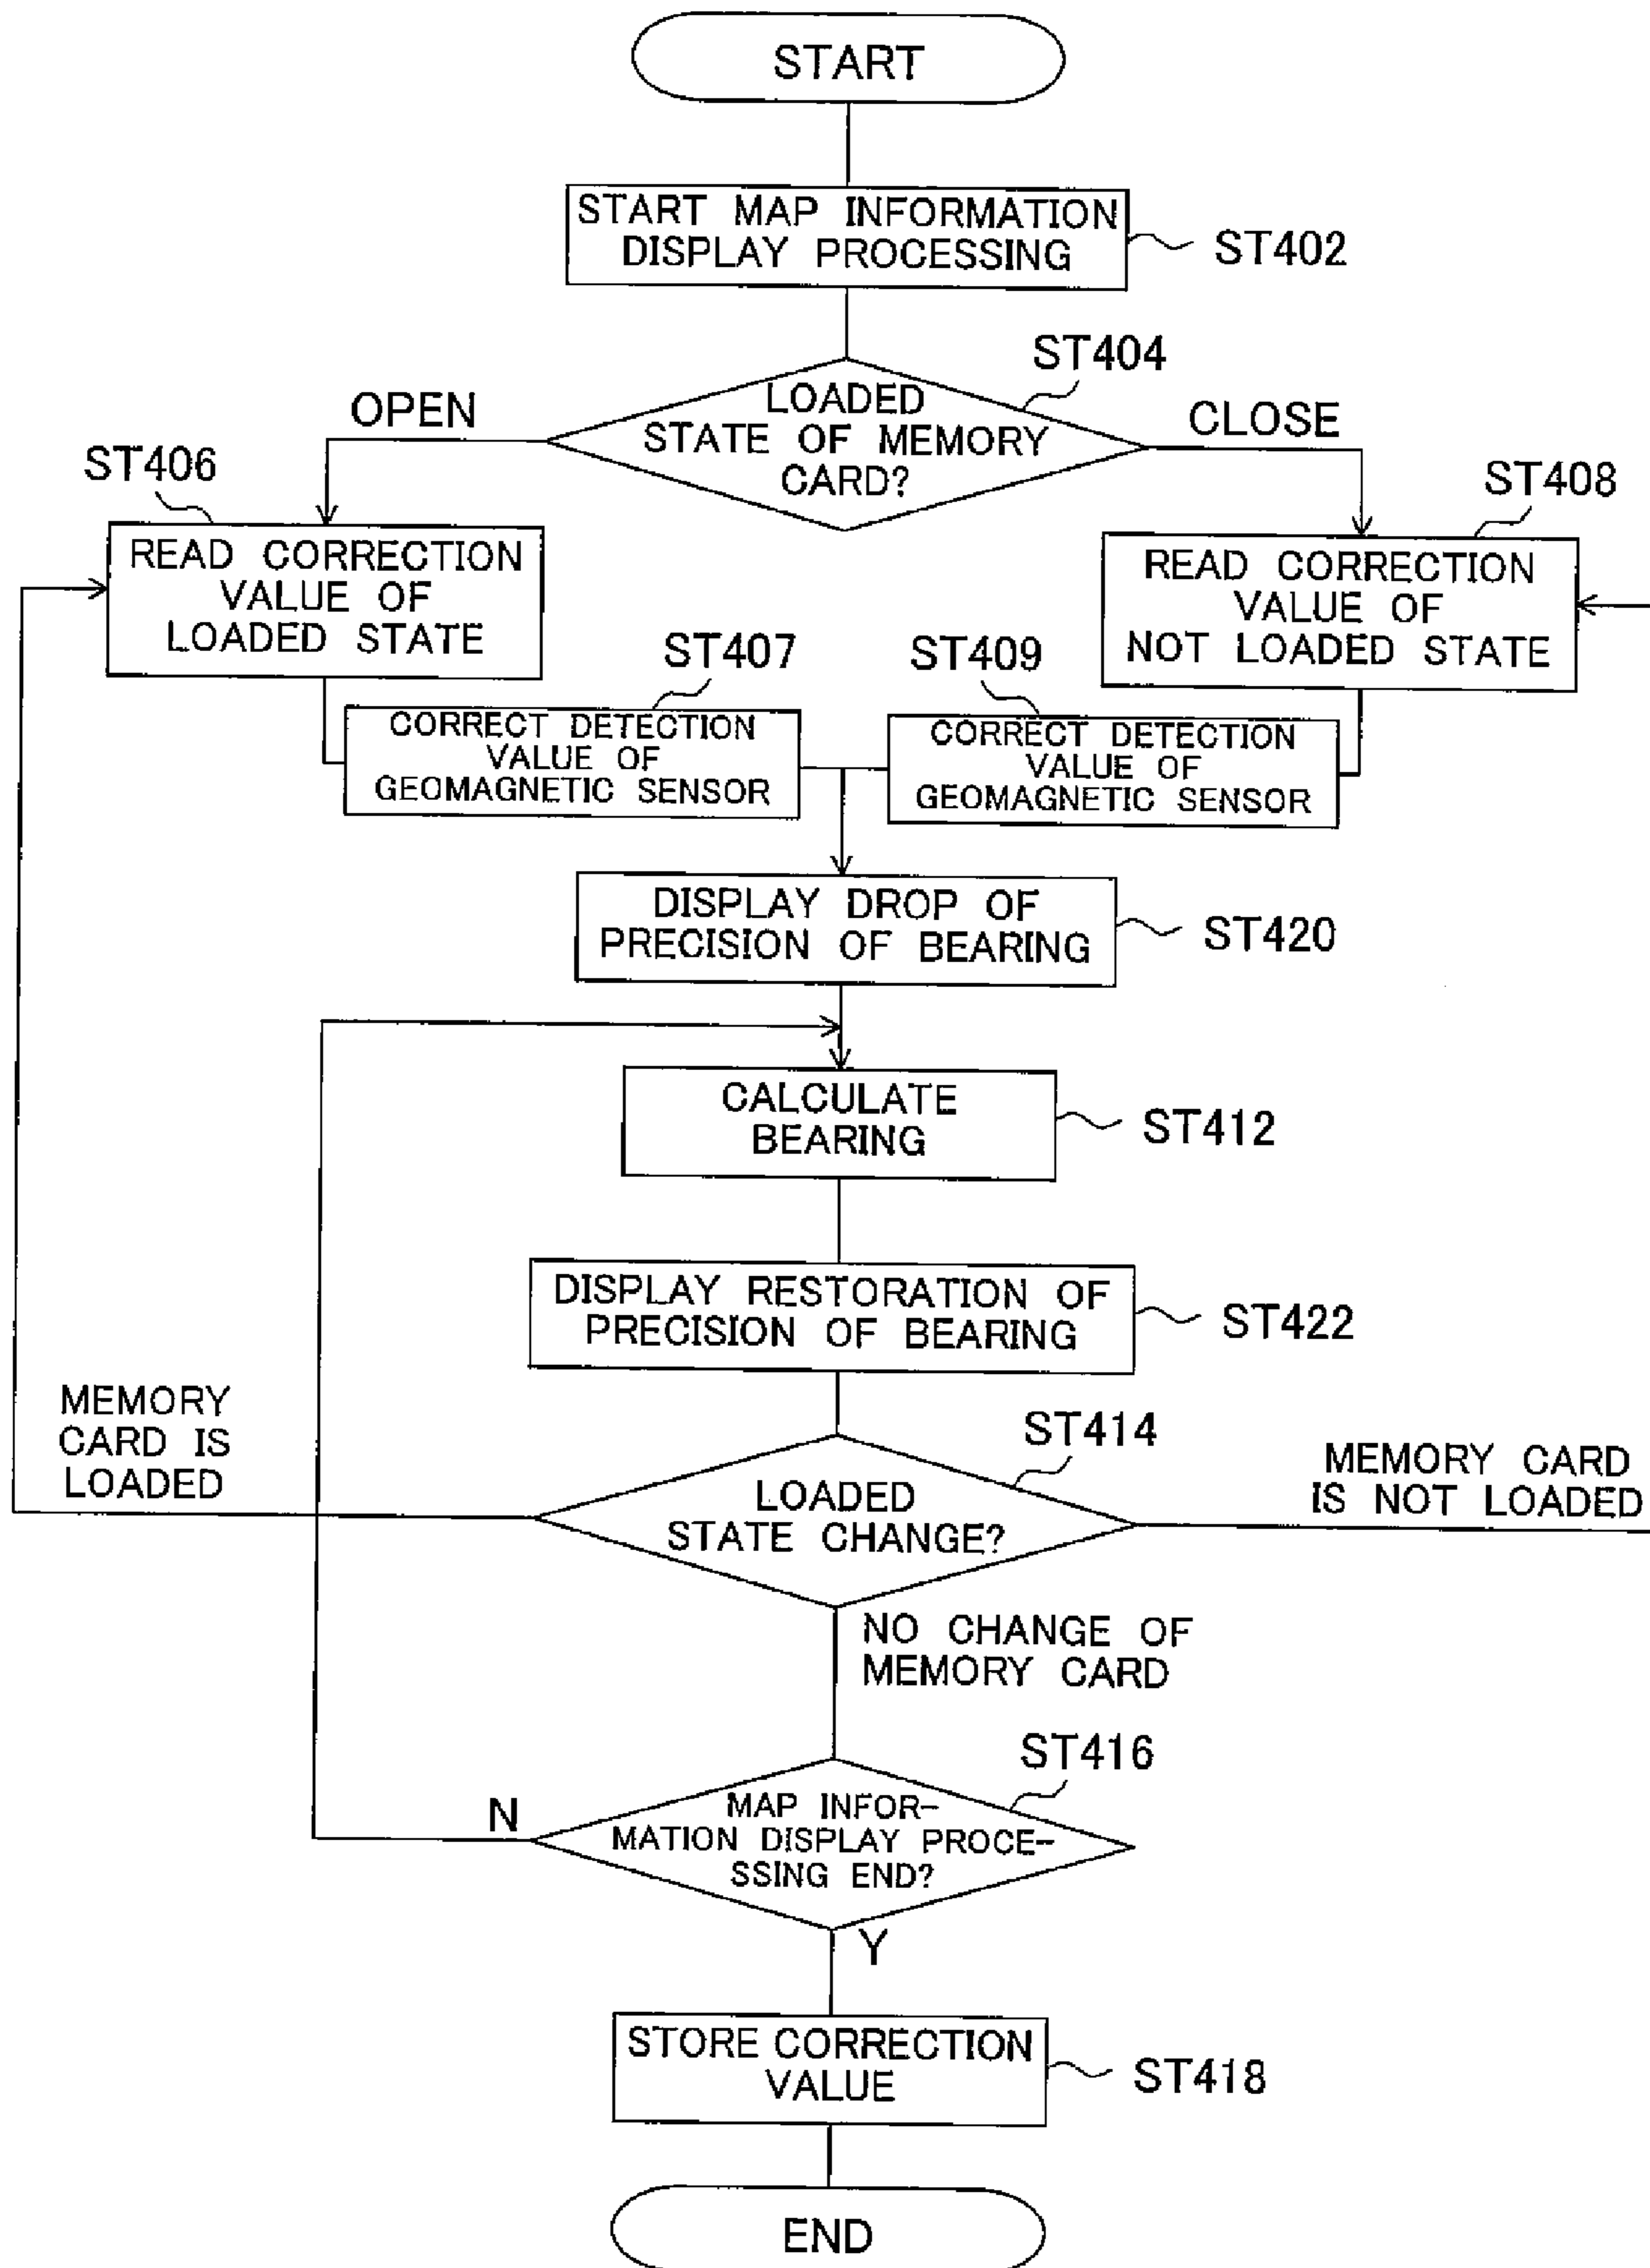 START
START MAP INFORMATION
DISPLAY PROCESSING
ST402
ST404
LOADED
STATE OF MEMORY
CARD?
OPEN
CLOSE
ST406
READ CORRECTION
VALUE OF
LOADED STATE
ST408
READ CORRECTION
VALUE OF
NOT LOADED STATE
ST407
CORRECT DETECTION
VALUE OF
GEOMAGNETIC SENSOR
ST409
CORRECT DETECTION
VALUE OF
GEOMAGNETIC SENSOR
DISPLAY DROP OF
PRECISION OF BEARING
ST420
CALCULATE
BEARING
ST412
DISPLAY RESTORATION OF
PRECISION OF BEARING
ST422
MEMORY
CARD IS
LOADED
ST414
LOADED
STATE CHANGE?
MEMORY CARD
IS NOT LOADED
NO CHANGE OF
MEMORY CARD
ST416
N
MAP INFOR-
MATION DISPLAY PROCE-
SSING END?
Y
STORE CORRECTION
VALUE
ST418
END